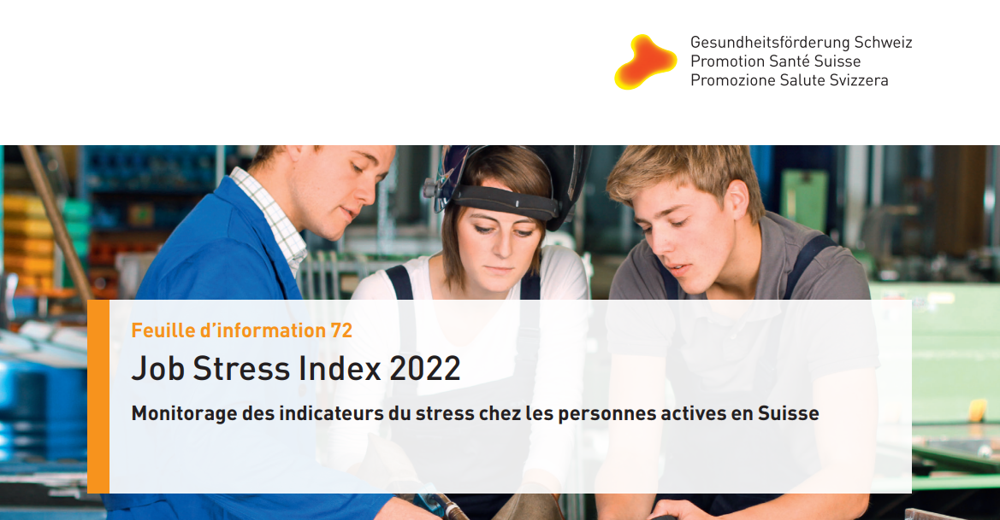 Gesundheitsförderung Schweiz
Promotion Santé Suisse
Promozione Salute Svizzera
Feuille d’information 72
Job Stress Index 2022
Monitorage des indicateurs du stress chez les personnes actives en Suisse